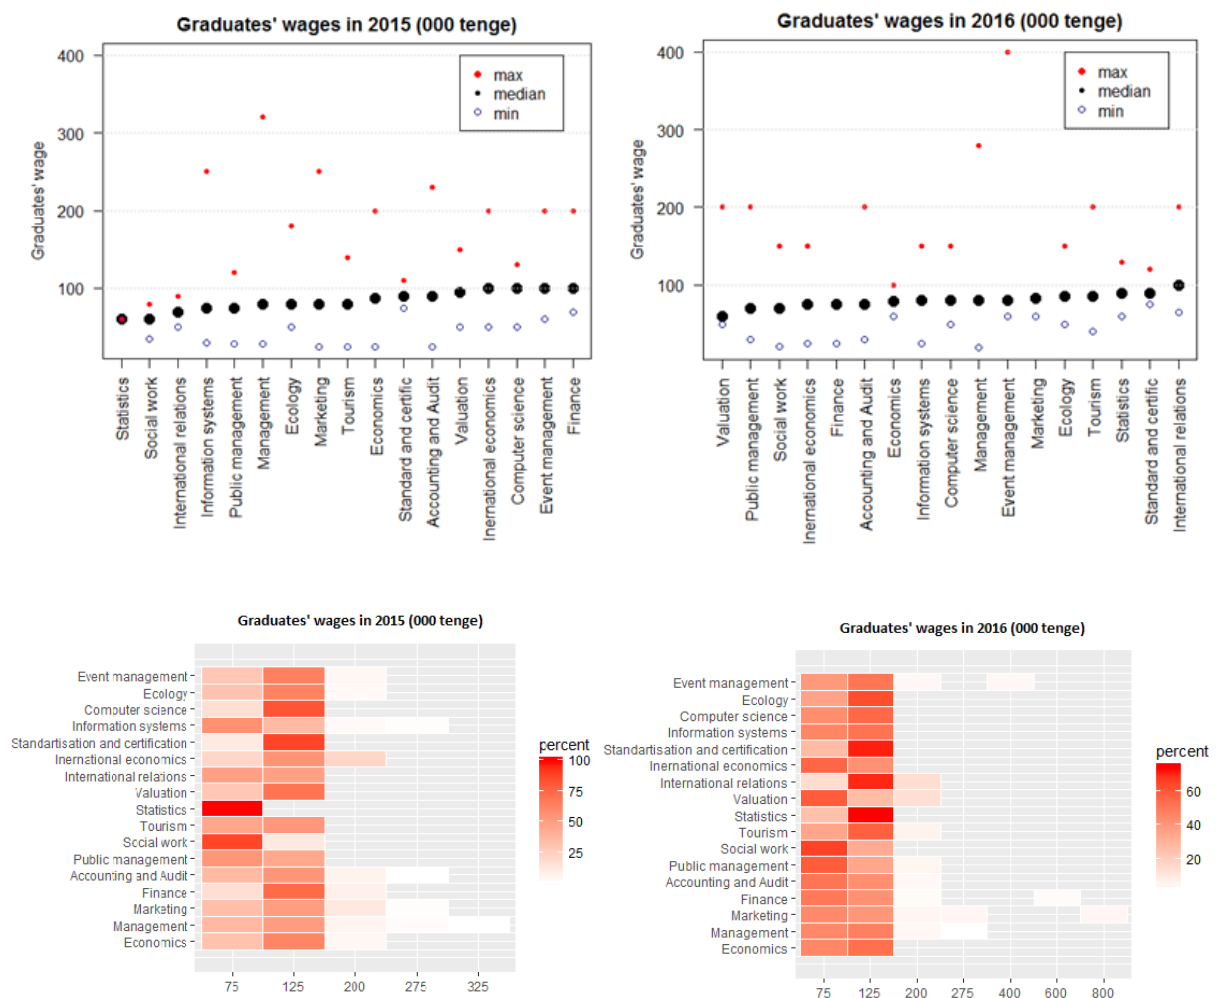 Graduates' wages in 2015 (000 tenge)
400
300
200
100
Graduates' wage
max
median
min
Statistics
Social work
International relations
Information systems
Public management
Management
Ecology
Marketing
Tourism
Economics
Standard and certific
Accounting and Audit
Valuation
Inernational economics
Computer science
Event management
Finance
Graduates' wages in 2016 (000 tenge)
400
300
200
100
Graduates' wage
max
median
min
Valuation
Public management
Social work
Inernational economics
Finance
Accounting and Audit
Economics
Information systems
Computer science
Management
Event management
Marketing
Ecology
Tourism
Statistics
Standard and certific
International relations
Graduates' wages in 2015 (000 tenge)
Event management
Ecology
Computer science
Information systems
Standartisation and certification
Inernational economics
International relations
Valuation
Statistics
Tourism
Social work
Public management
Accounting and Audit
Finance
Marketing
Management
Economics
75 125 200 275 325
percent
100
75
50
25
Graduates' wages in 2016 (000 tenge)
Event management
Ecology
Computer science
Information systems
Standartisation and certification
Inernational economics
International relations
Valuation
Statistics
Tourism
Social work
Public management
Accounting and Audit
Finance
Marketing
Management
Economics
75 125 200 275 400 600 800
percent
60
40
20